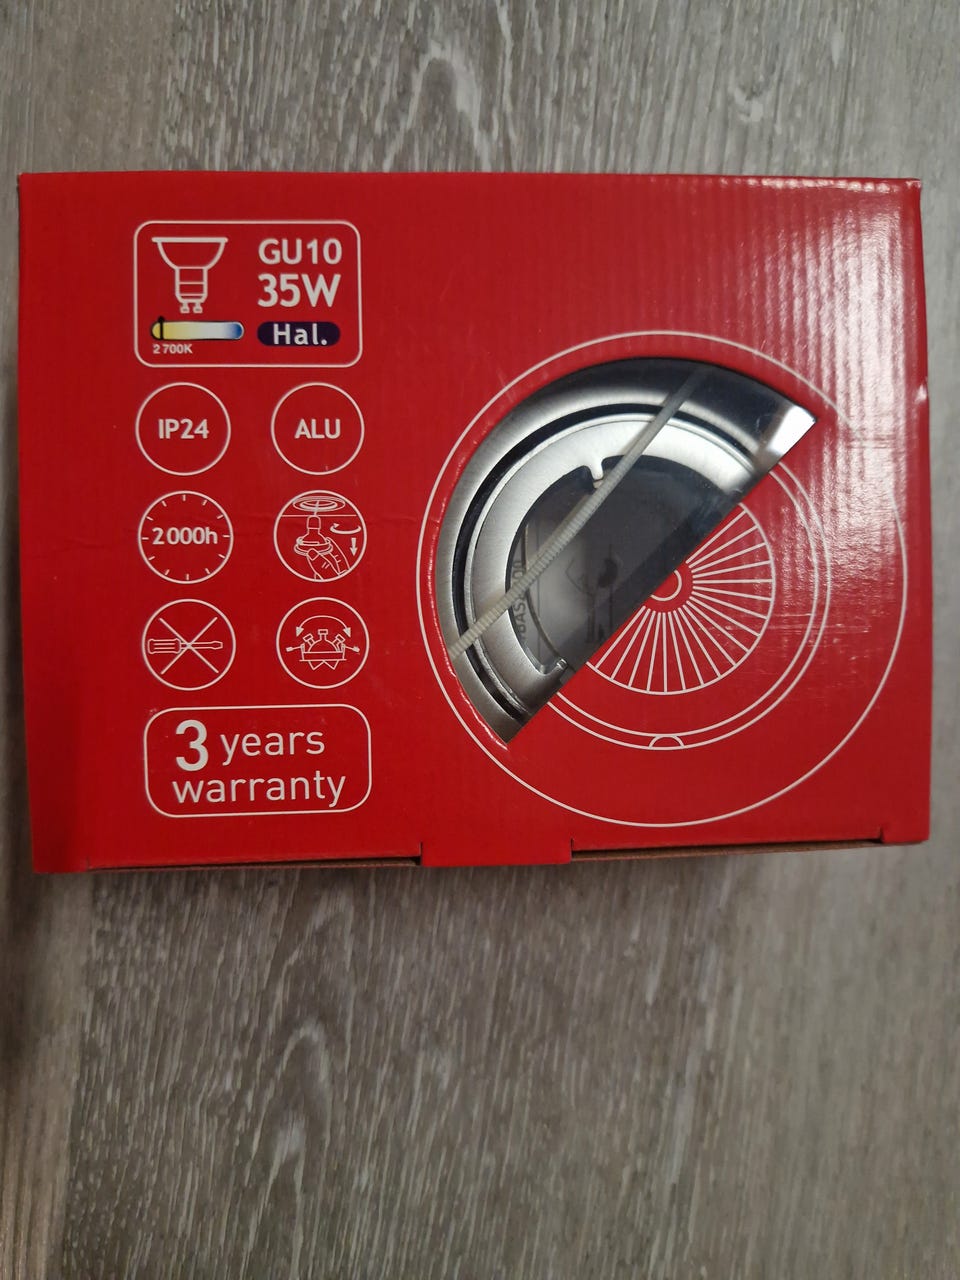 GU10
35W
2700K
Hal.
IP24
ALU
2000h
3 years
warranty